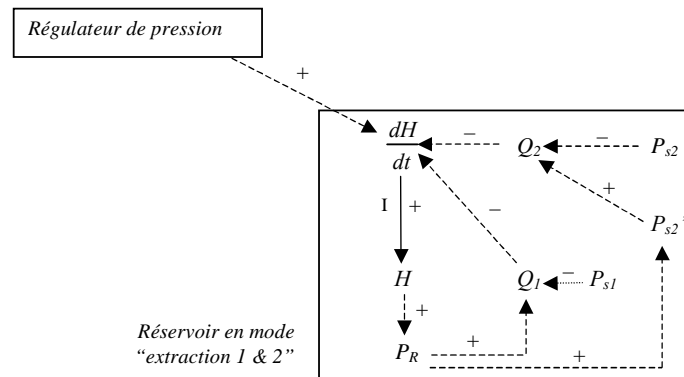 Régulateur de pression
+
dH
dt
–
Q2
–
Ps2
+
–
I +
Ps2*
H
Q1
–
Ps1
+
Réservoir en mode
“extraction 1 & 2”
PR
+
+